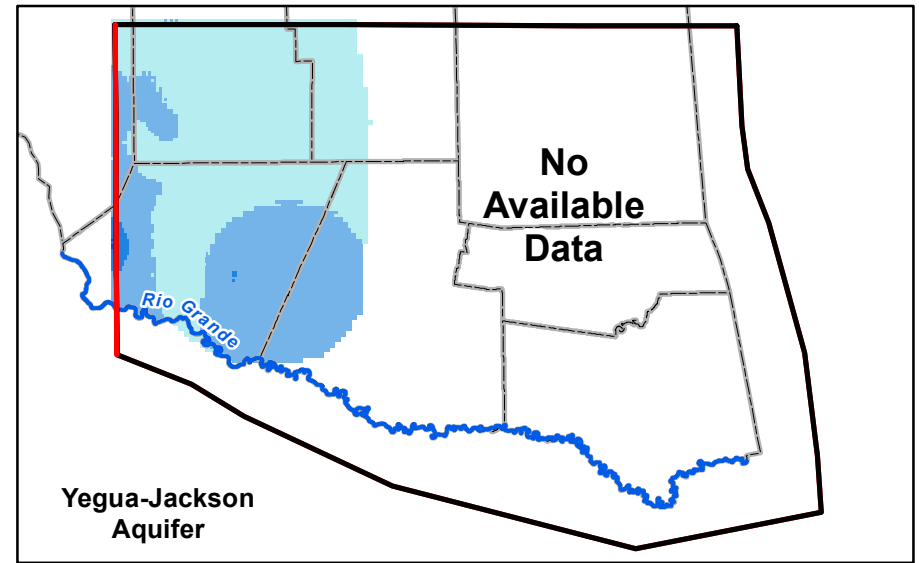 No
Available
Data
Rio Grande
Yegua-Jackson
Aquifer